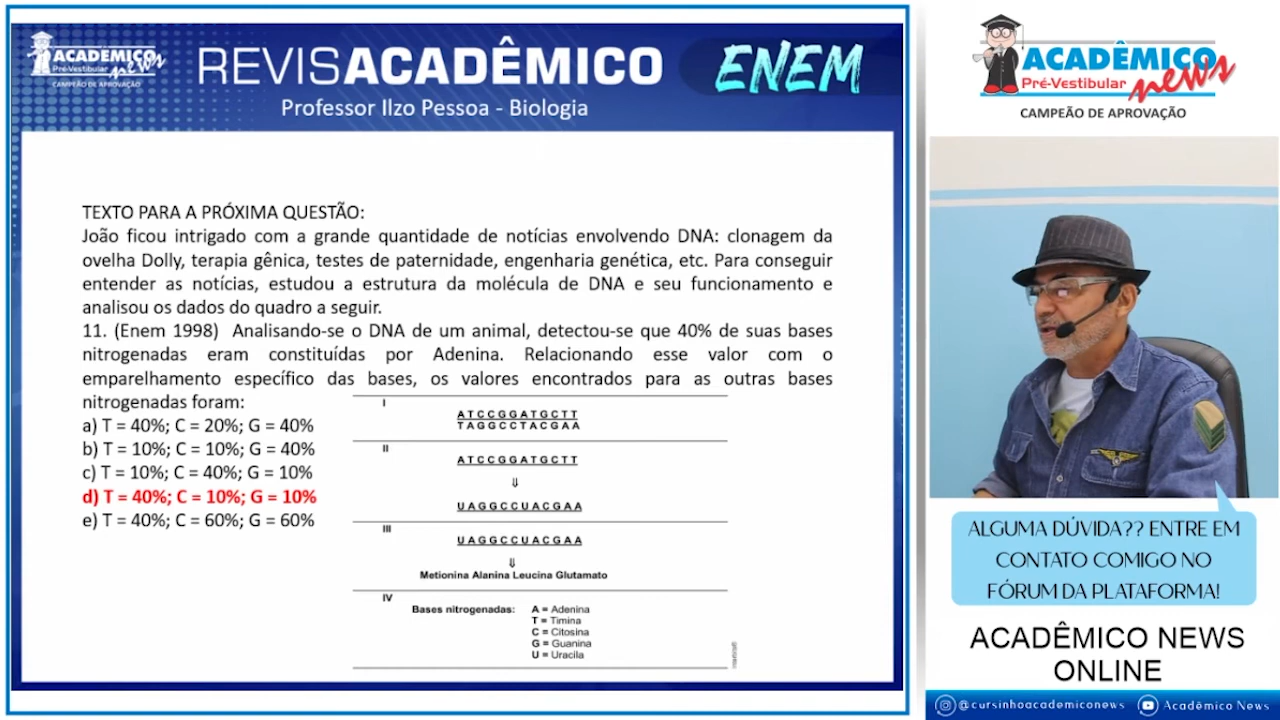 ACADÊMICO
Pré-Vestibular
news
CAMPEÃO DE APROVAÇÃO
REVISACADÊMICO
ENEM
Professor Ilzo Pessoa - Biologia
TEXTO PARA A PRÓXIMA QUESTÃO:
João ficou intrigado com a grande quantidade de notícias envolvendo DNA: clonagem da
ovelha Dolly, terapia gênica, testes de paternidade, engenharia genética, etc. Para conseguir
entender as notícias, estudou a estrutura da molécula de DNA e seu funcionamento e
analisou os dados do quadro a seguir.
11. (Enem 1998) Analisando-se o DNA de um animal, detectou-se que 40% de suas bases
nitrogenadas eram constituídas por Adenina. Relacionando esse valor com o
emparelhamento específico das bases, os valores encontrados para as outras bases
nitrogenadas foram:
a) T = 40%; C = 20%; G = 40%
b) T = 10%; C = 10%; G = 40%
c) T = 10%; C = 40%; G = 10%
d) T = 40%; C = 10%; G = 10%
e) T = 40%; C = 60%; G = 60%
I
A T C C G G A T G C T T
T A G G C C T A C G A A
II
A T C C G G A T G C T T
⇓
U A G G C C U A C G A A
III
U A G G C C U A C G A A
⇓
Metionina Alanina Leucina Glutamato
IV
Bases nitrogenadas: A = Adenina
T = Timina
C = Citosina
G = Guanina
U = Uracila
ACADÊMICO
Pré-Vestibular
news
CAMPEÃO DE APROVAÇÃO
ALGUMA DÚVIDA?? ENTRE EM
CONTATO COMIGO NO
FÓRUM DA PLATAFORMA!
ACADÊMICO NEWS
ONLINE
@cursinhoacademiconews Acadêmico News